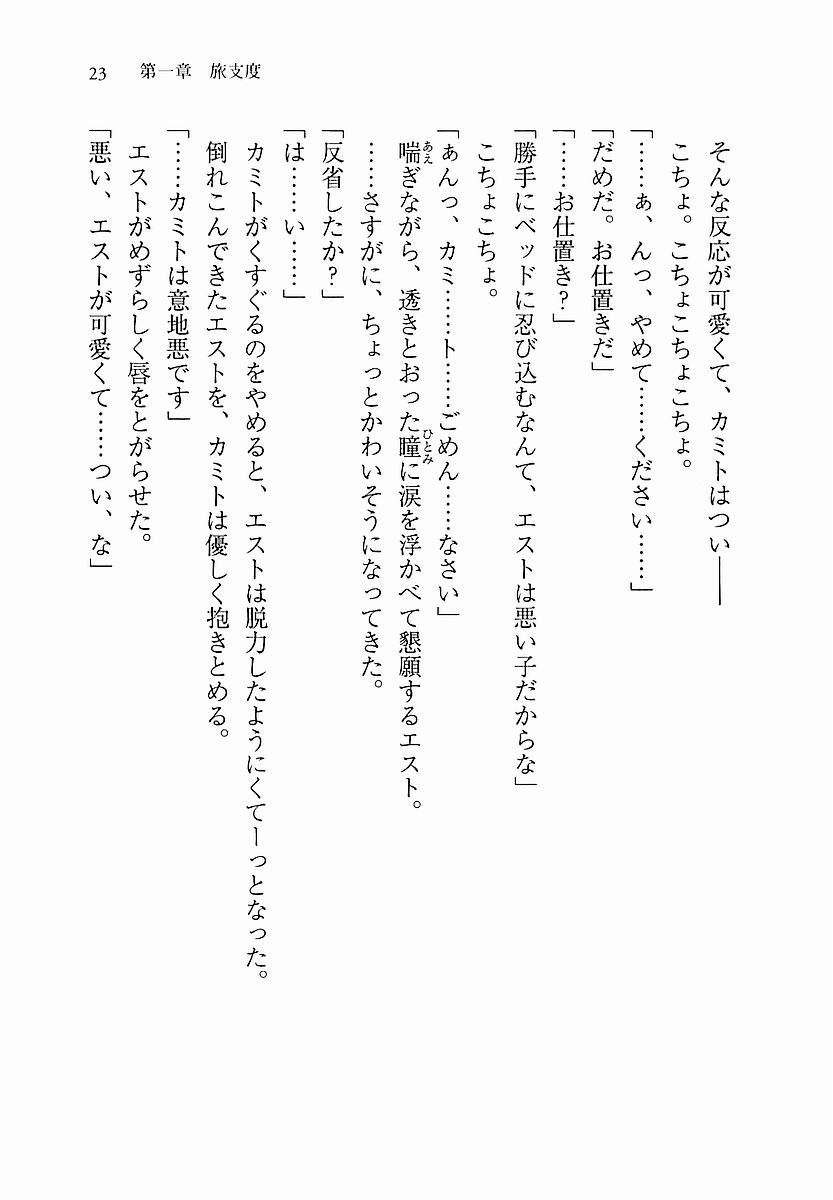 23　第一章　旅支度
そんな反応が可愛くて、カミトはつい――
こちょ。こちょこちょこちょ。
「……ぁ、んっ、やめて……ください……」
「だめだ。お仕置きだ」
「……お仕置き?」
「勝手にベッドに忍び込むなんて、エストは悪い子だからな」
こちょこちょ。
「ぁんっ、カミ……ト……ごめん……なさい」
喘あえぎながら、透きとおった瞳ひとみに涙を浮かべて懇願するエスト。
……さすがに、ちょっとかわいそうになってきた。
「反省したか?」
「は……い……」
カミトがくすぐるのをやめると、エストは脱力したようにくてーっとなった。
倒れこんできたエストを、カミトは優しく抱きとめる。
「……カミトは意地悪です」
エストがめずらしく唇をとがらせた。
「悪い、エストが可愛くて……つい、な」